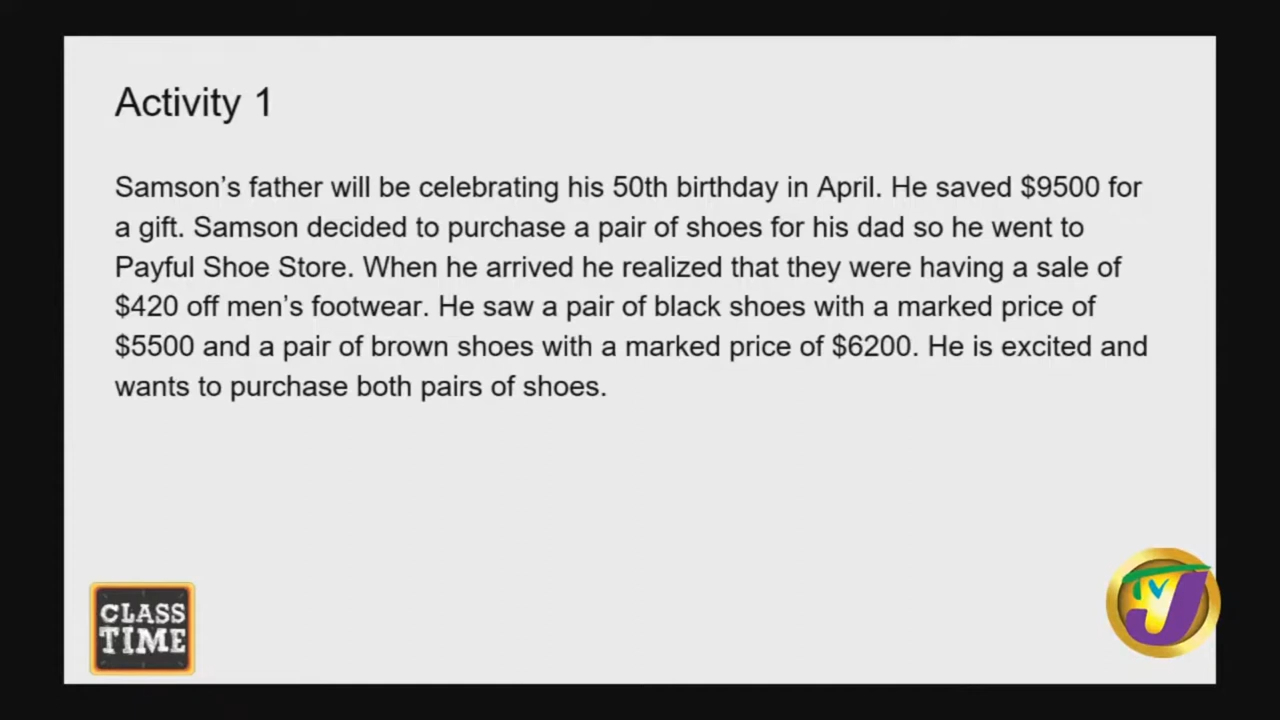 Activity 1
Samson's father will be celebrating his 50th birthday in April. He saved $9500 for
a gift. Samson decided to purchase a pair of shoes for his dad so he went to
Payful Shoe Store. When he arrived he realized that they were having a sale of
$420 off men's footwear. He saw a pair of black shoes with a marked price of
$5500 and a pair of brown shoes with a marked price of $6200. He is excited and
wants to purchase both pairs of shoes.
CLASS
TIME
TVJ